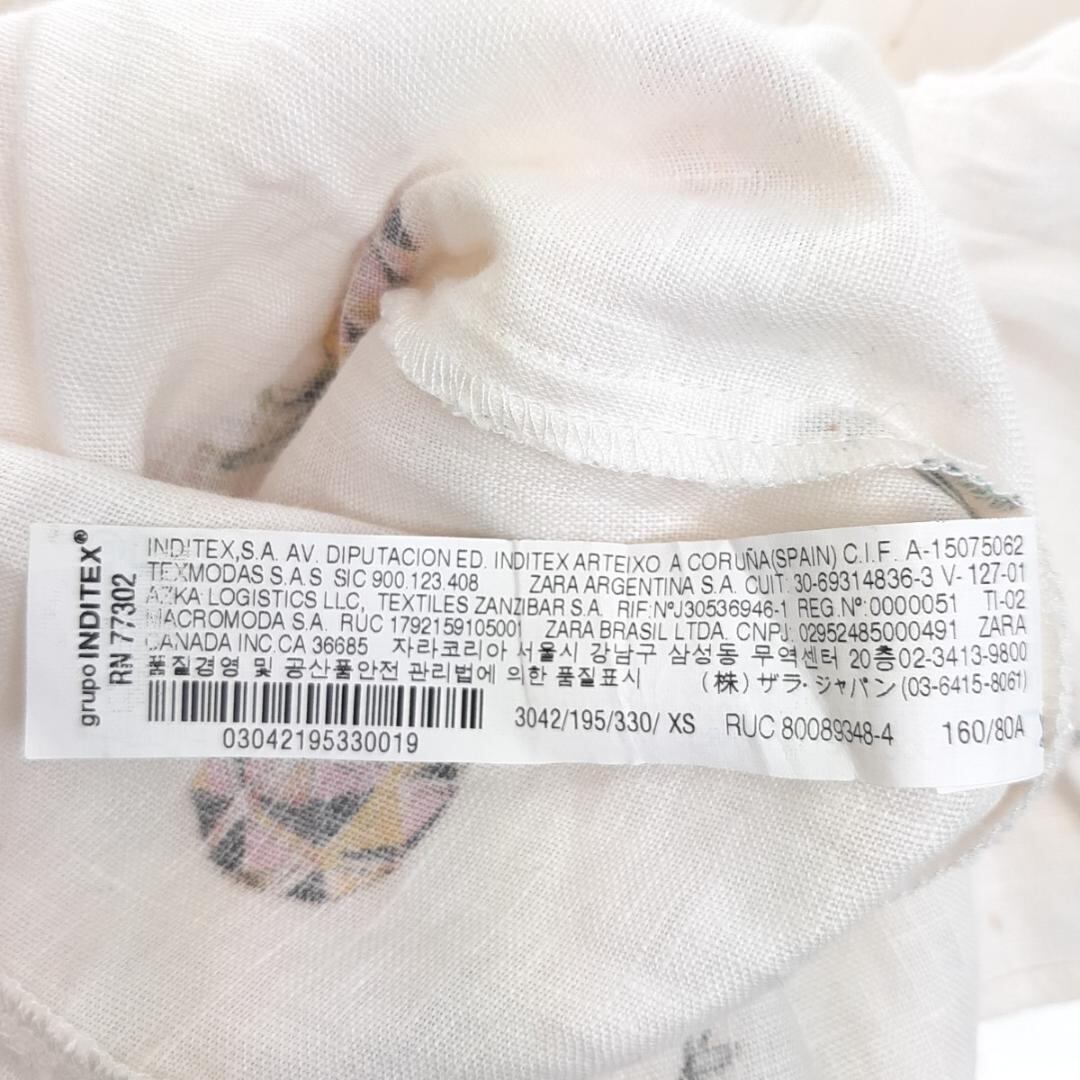 grupo INDITEX®
RN 77302
INDITEX,S.A. AV. DIPUTACION ED. INDITEX ARTEIXO A CORUÑA(SPAIN) C.I.F. A-15075062
TEXMODAS S.A.S. SIC 900.123.408 ZARA ARGENTINA S.A. CUIT: 30-69314836-3 V- 127-01
AZKA LOGISTICS LLC, TEXTILES ZANZIBAR S.A. RIF:NºJ30536946-1 REG.Nº:0000051 TI-02
MACROMODA S.A. RUC 1792159105001 ZARA BRASIL LTDA. CNPJ: 02952485000491 ZARA
CANADA INC.CA 36685 자라코리아 서울시 강남구 삼성동 무역센터 20층02-3413-9800
품질경영 및 공산품안전 관리법에 의한 품질표시 (株) ザラ·ジャパン(03-6415-8061)
3042/195/330/ XS RUC 80089348-4 160/80A
03042195330019